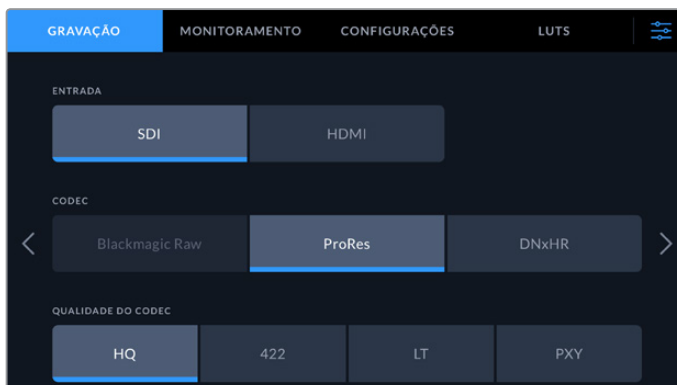 GRAVAÇÃO MONITORAMENTO CONFIGURAÇÕES LUTS
ENTRADA
SDI HDMI
CODEC
Blackmagic Raw ProRes DNxHR
QUALIDADE DO CODEC
HQ 422 LT PXY